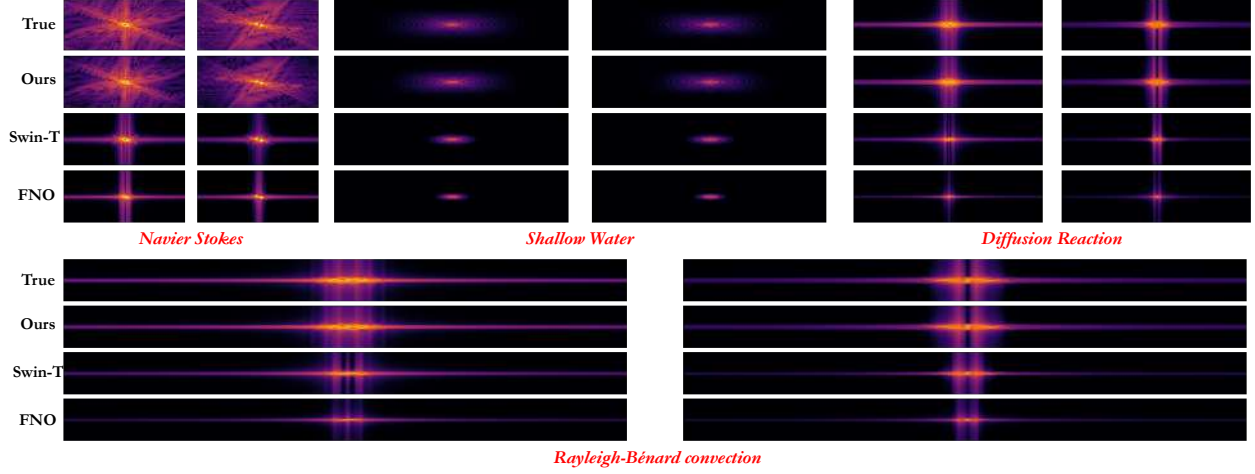 True
Ours
Swin-T
FNO
Navier Stokes
Shallow Water
Diffusion Reaction
True
Ours
Swin-T
FNO
Rayleigh-Bénard convection